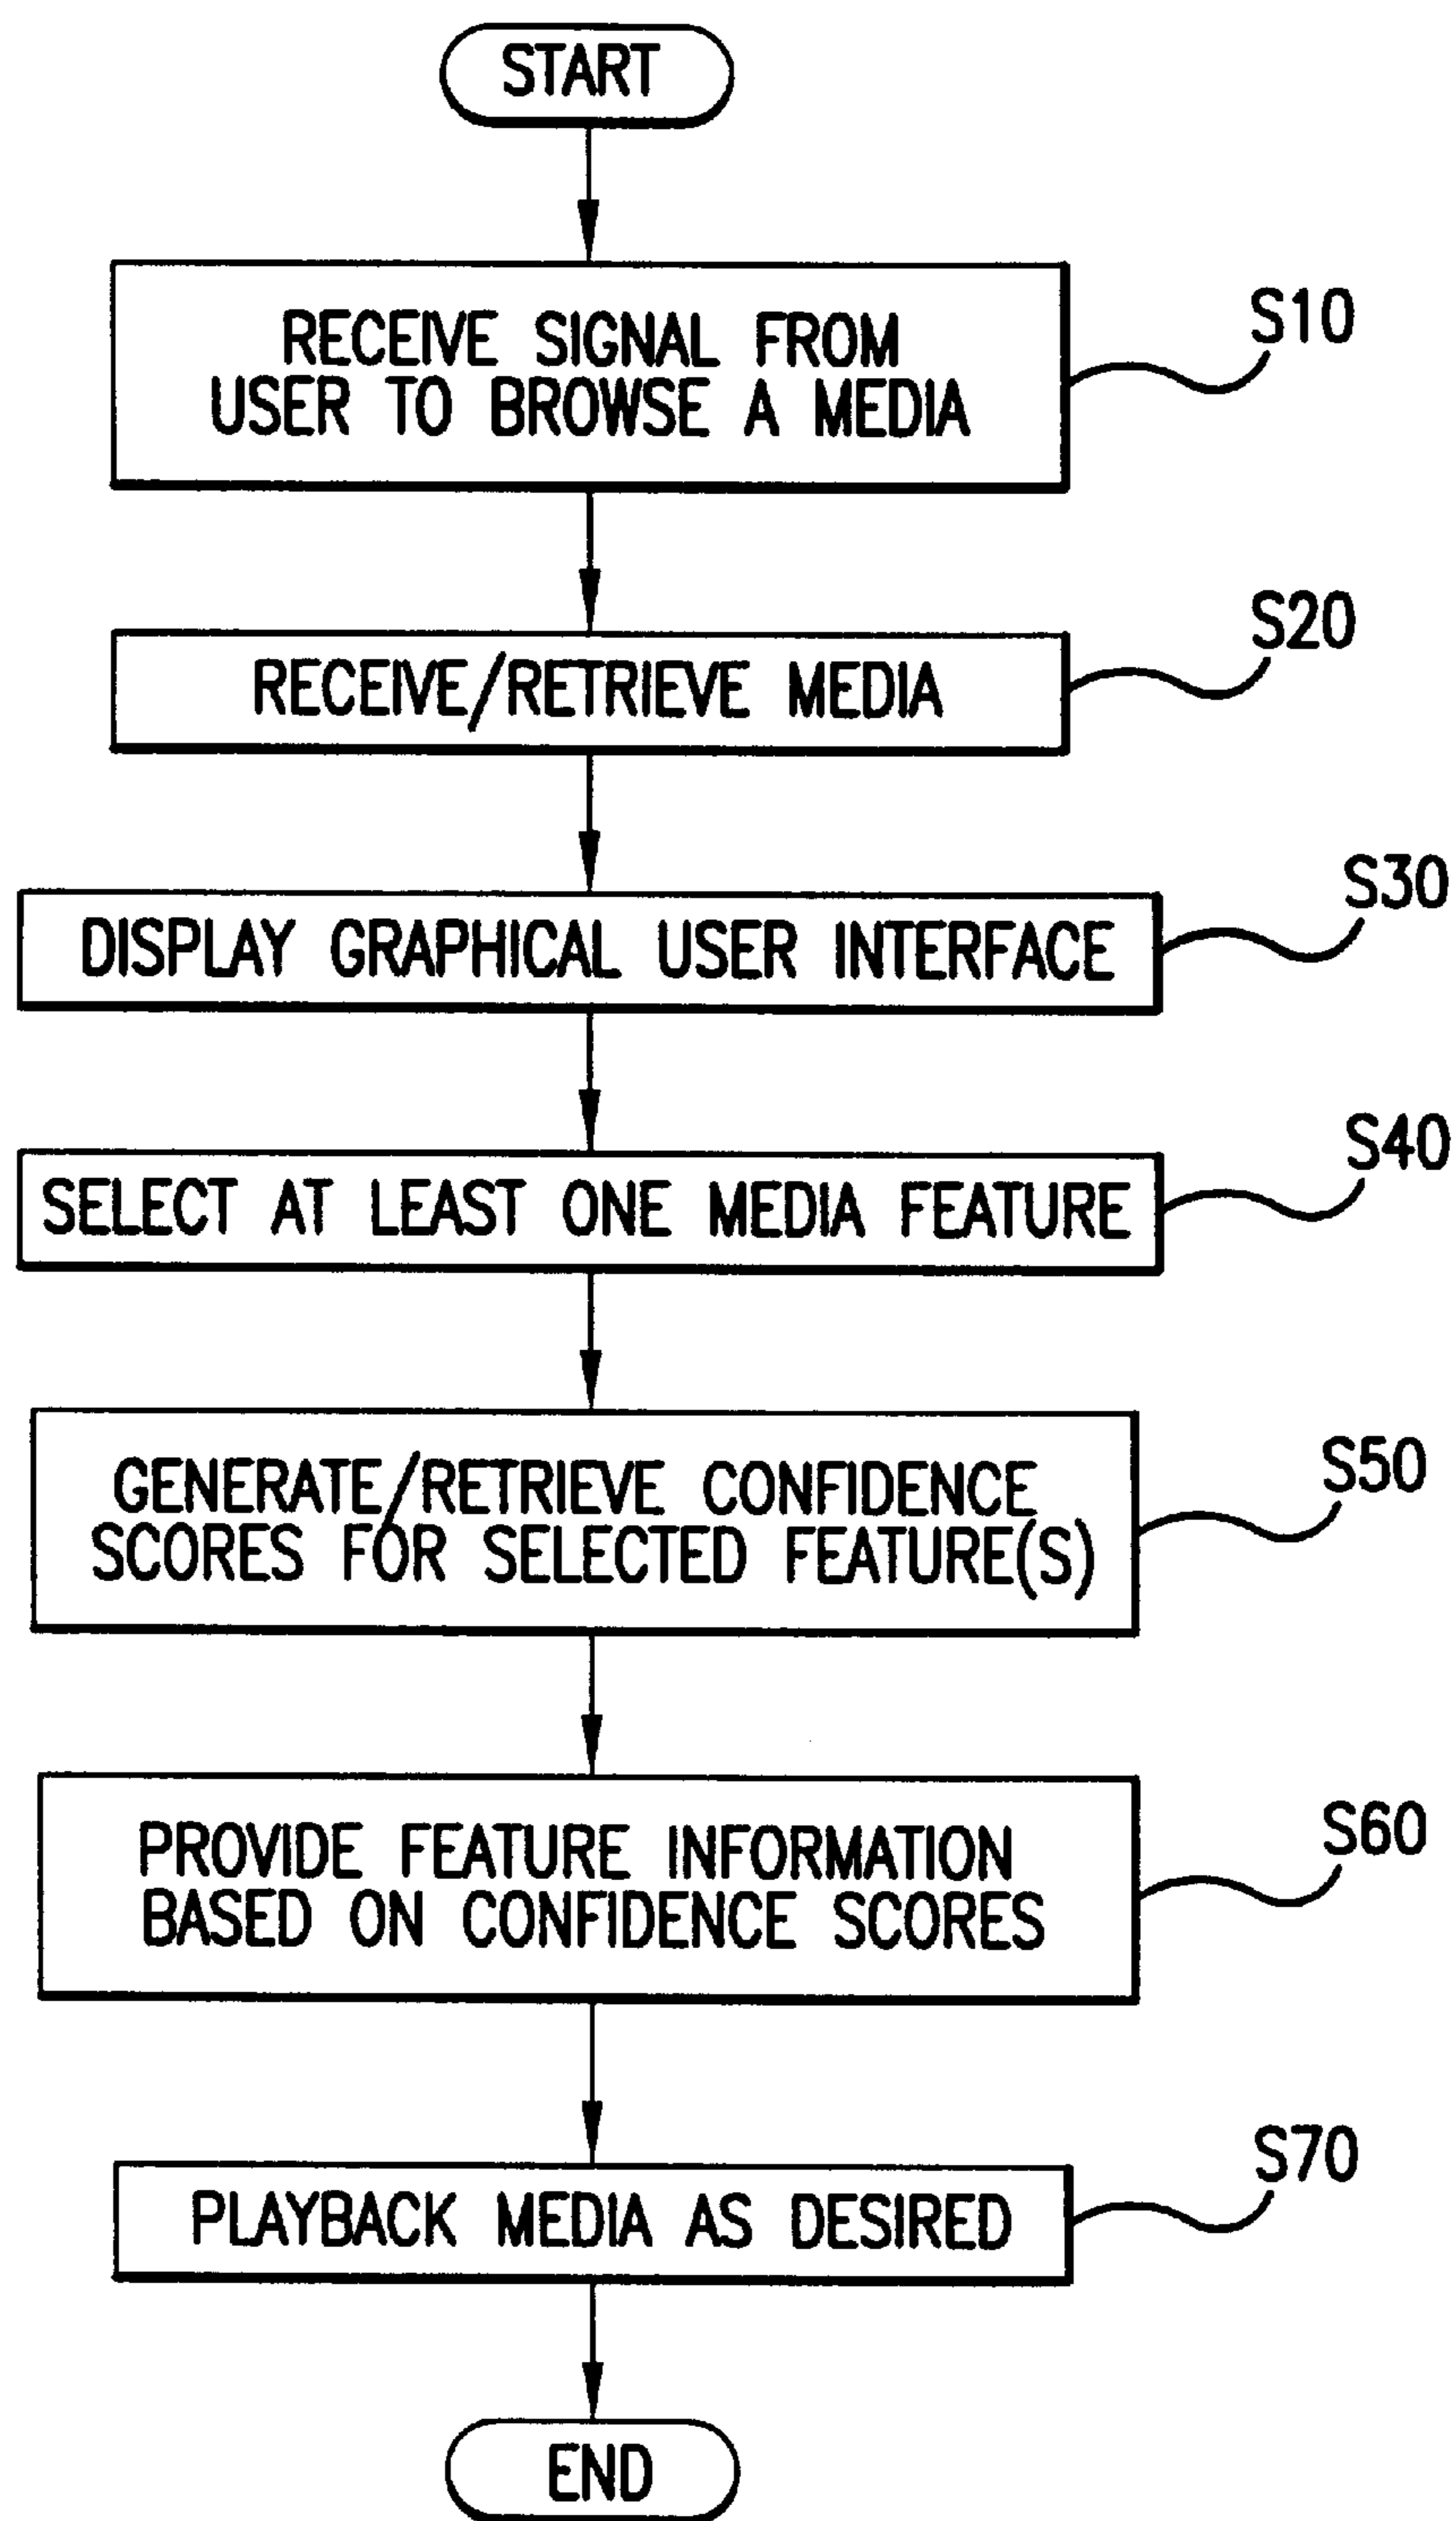 START
RECEIVE SIGNAL FROM
USER TO BROWSE A MEDIA
S10
RECEIVE/RETRIEVE MEDIA
S20
DISPLAY GRAPHICAL USER INTERFACE
S30
SELECT AT LEAST ONE MEDIA FEATURE
S40
GENERATE/RETRIEVE CONFIDENCE
SCORES FOR SELECTED FEATURE(S)
S50
PROVIDE FEATURE INFORMATION
BASED ON CONFIDENCE SCORES
S60
PLAYBACK MEDIA AS DESIRED
S70
END